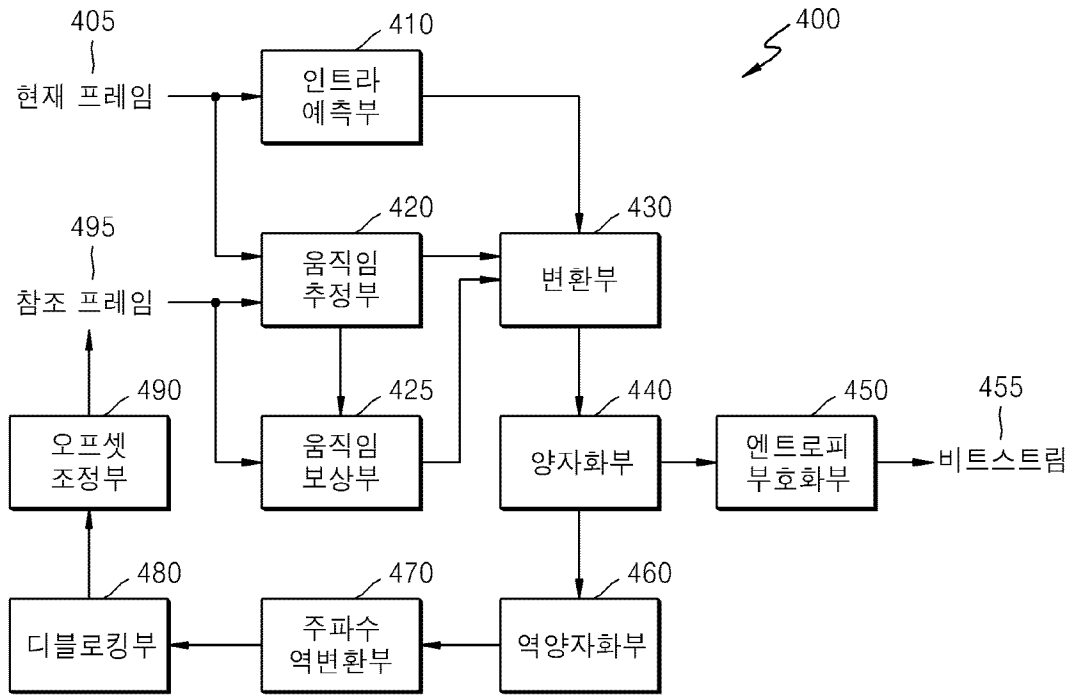 400
405
현재 프레임
410
인트라
예측부
495
참조 프레임
420
움직임
추정부
430
변환부
490
오프셋
조정부
425
움직임
보상부
440
양자화부
450
엔트로피
부호화부
455
비트스트림
480
디블로킹부
470
주파수
역변환부
460
역양자화부